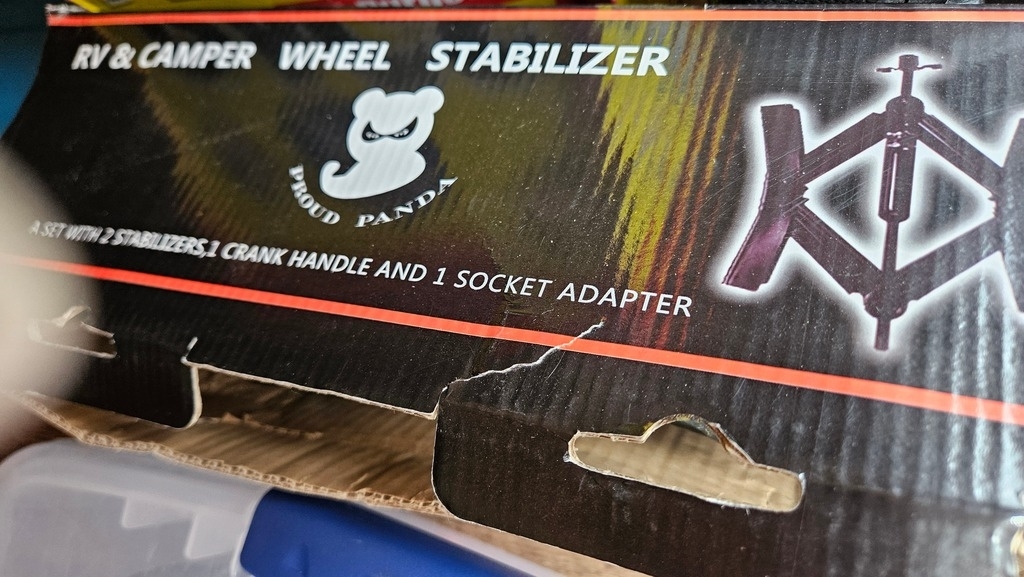 RV & CAMPER WHEEL STABILIZER
PROUD PANDA
A SET WITH 2 STABILIZERS,1 CRANK HANDLE AND 1 SOCKET ADAPTER